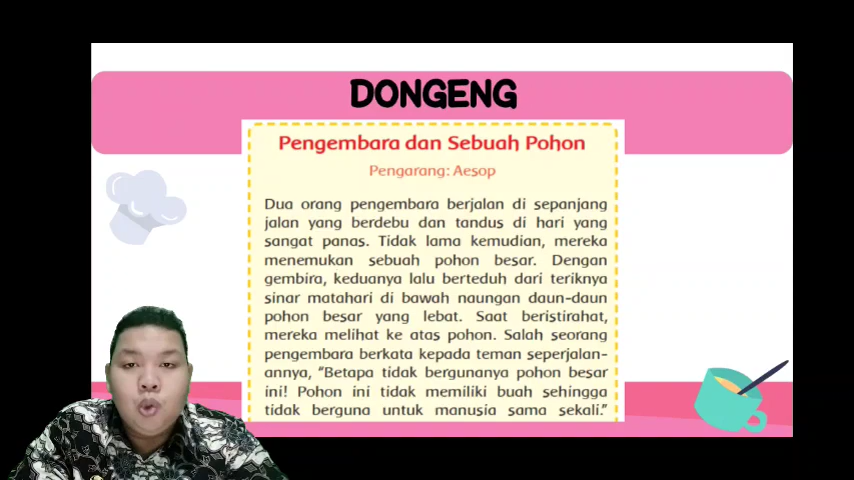 DONGENG
Pengembara dan Sebuah Pohon
Pengarang: Aesop
Dua orang pengembara berjalan di sepanjang
jalan yang berdebu dan tandus di hari yang
sangat panas. Tidak lama kemudian, mereka
menemukan sebuah pohon besar. Dengan
gembira, keduanya lalu berteduh dari teriknya
sinar matahari di bawah naungan daun-daun
pohon besar yang lebat. Saat beristirahat,
mereka melihat ke atas pohon. Salah seorang
pengembara berkata kepada teman seperjalan-
annya, “Betapa tidak bergunanya pohon besar
ini! Pohon ini tidak memiliki buah sehingga
tidak berguna untuk manusia sama sekali.”